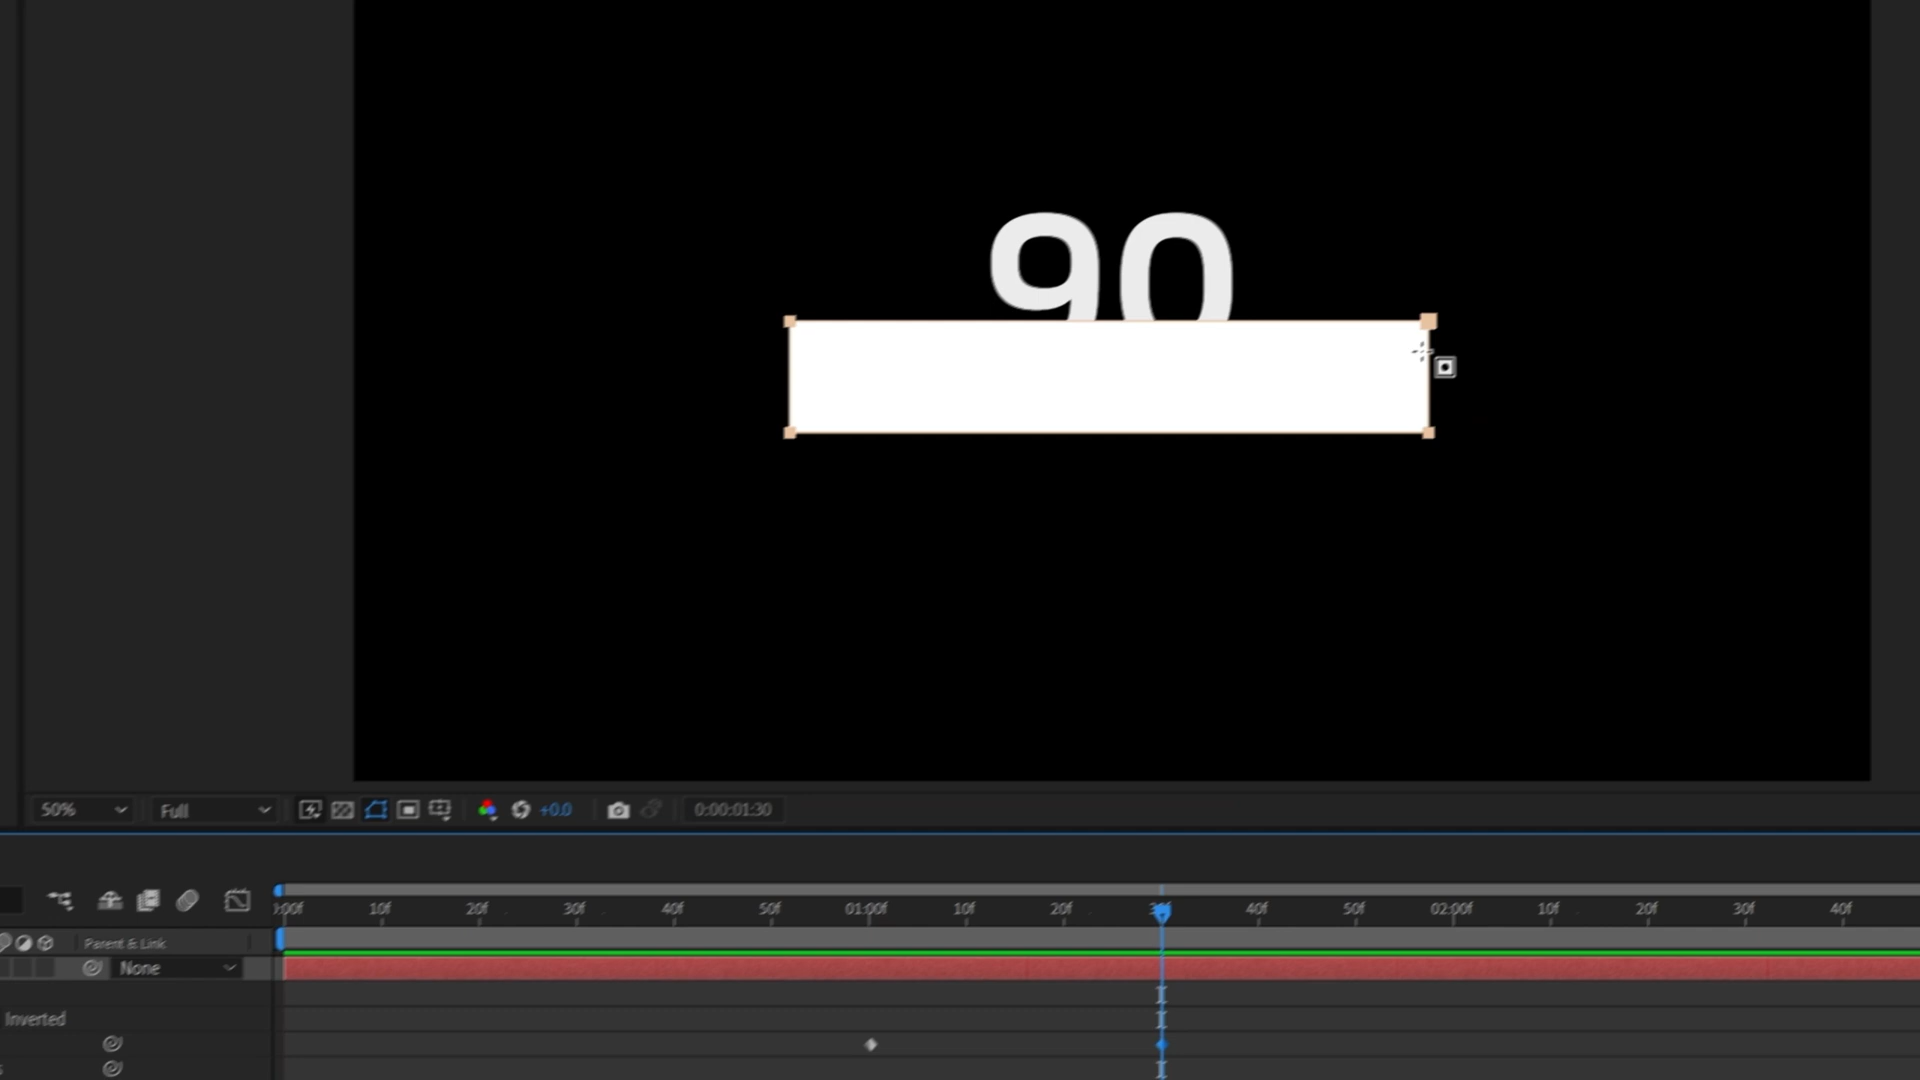 90
50%
Full
+0.0
0:00:01:30
:00f 10f 20f 30f 40f 50f 01:00f 10f 20f 40f 50f 02:00f 10f 20f 30f 40f
Parent & Link
None
Inverted